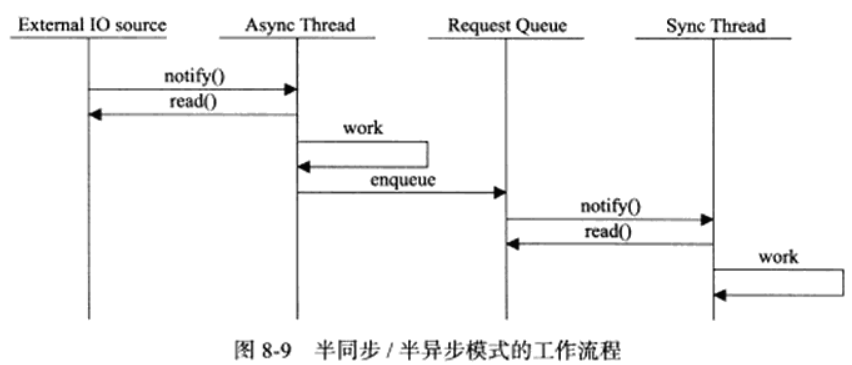 External IO source
Async Thread
Request Queue
Sync Thread
notify()
read()
work
enqueue
notify()
read()
work
图 8-9 半同步 / 半异步模式的工作流程